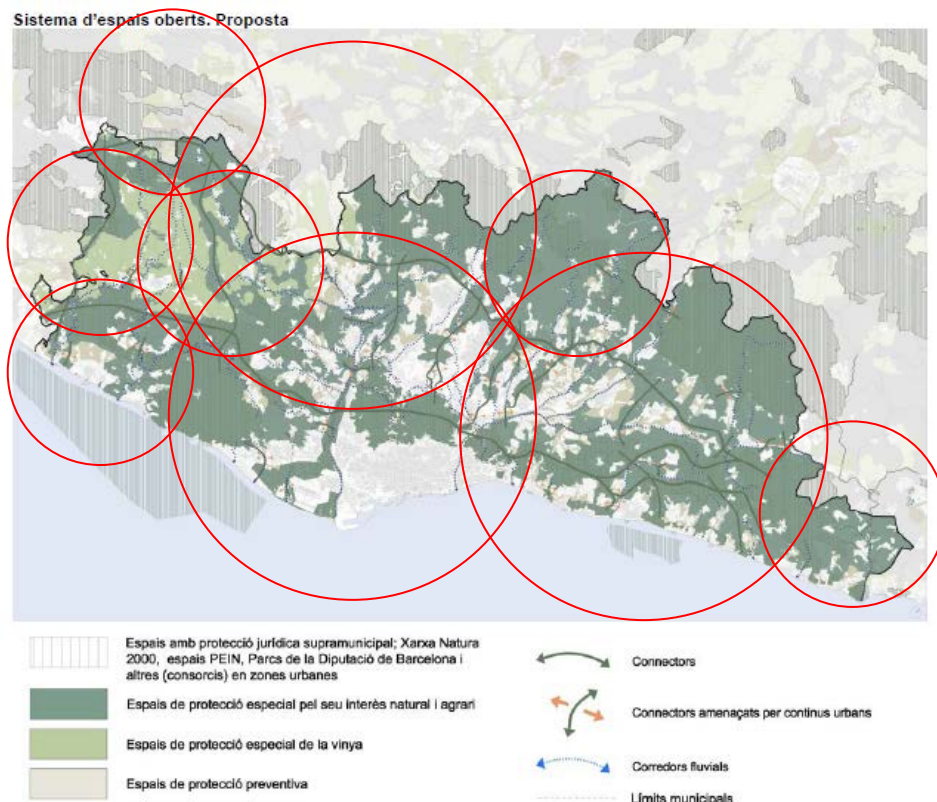 Sistema d'espais oberts. Proposta
Espais amb protecció jurídica supramunicipal; Xarxa Natura
2000, espais PEIN, Parcs de la Diputació de Barcelona i
altres (consorcis) en zones urbanes
Espais de protecció especial pel seu interès natural i agrari
Espais de protecció especial de la vinya
Espais de protecció preventiva
Connectors
Connectors amenaçats per continus urbans
Corredors fluvials
Límits municipals